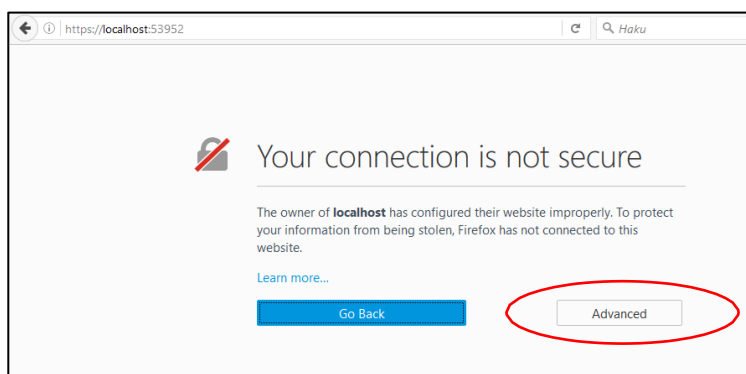 https://localhost:53952
Haku
Your connection is not secure
The owner of localhost has configured their website improperly. To protect
your information from being stolen, Firefox has not connected to this
website.
Learn more...
Go Back
Advanced